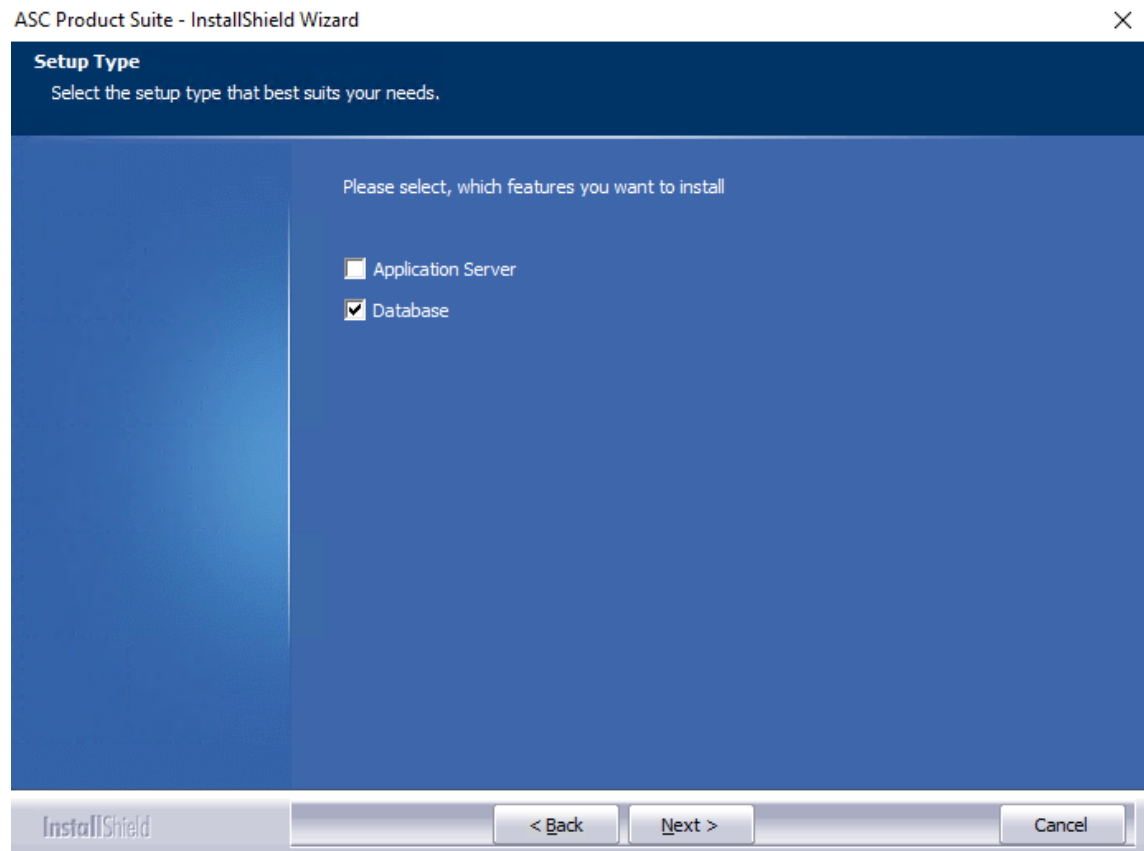 ASC Product Suite - InstallShield Wizard
Setup Type
Select the setup type that best suits your needs.
Please select, which features you want to install
Application Server
Database
InstallShield
< Back
Next >
Cancel